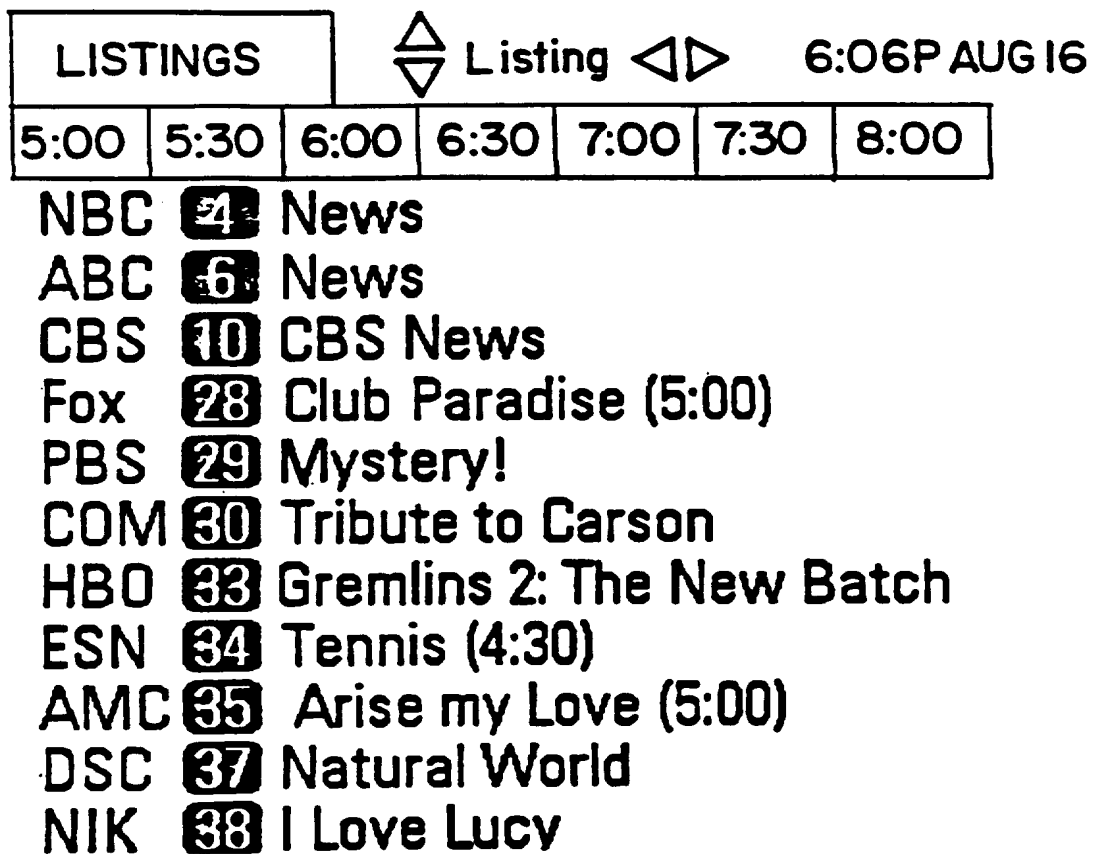 LISTINGS Listing 6:06P AUG 16
5:00 5:30 6:00 6:30 7:00 7:30 8:00
NBC 4 News
ABC 6 News
CBS 10 CBS News
Fox 28 Club Paradise (5:00)
PBS 29 Mystery!
COM 30 Tribute to Carson
HBO 33 Gremlins 2: The New Batch
ESN 34 Tennis (4:30)
AMC 35 Arise my Love (5:00)
DSC 37 Natural World
NIK 38 I Love Lucy